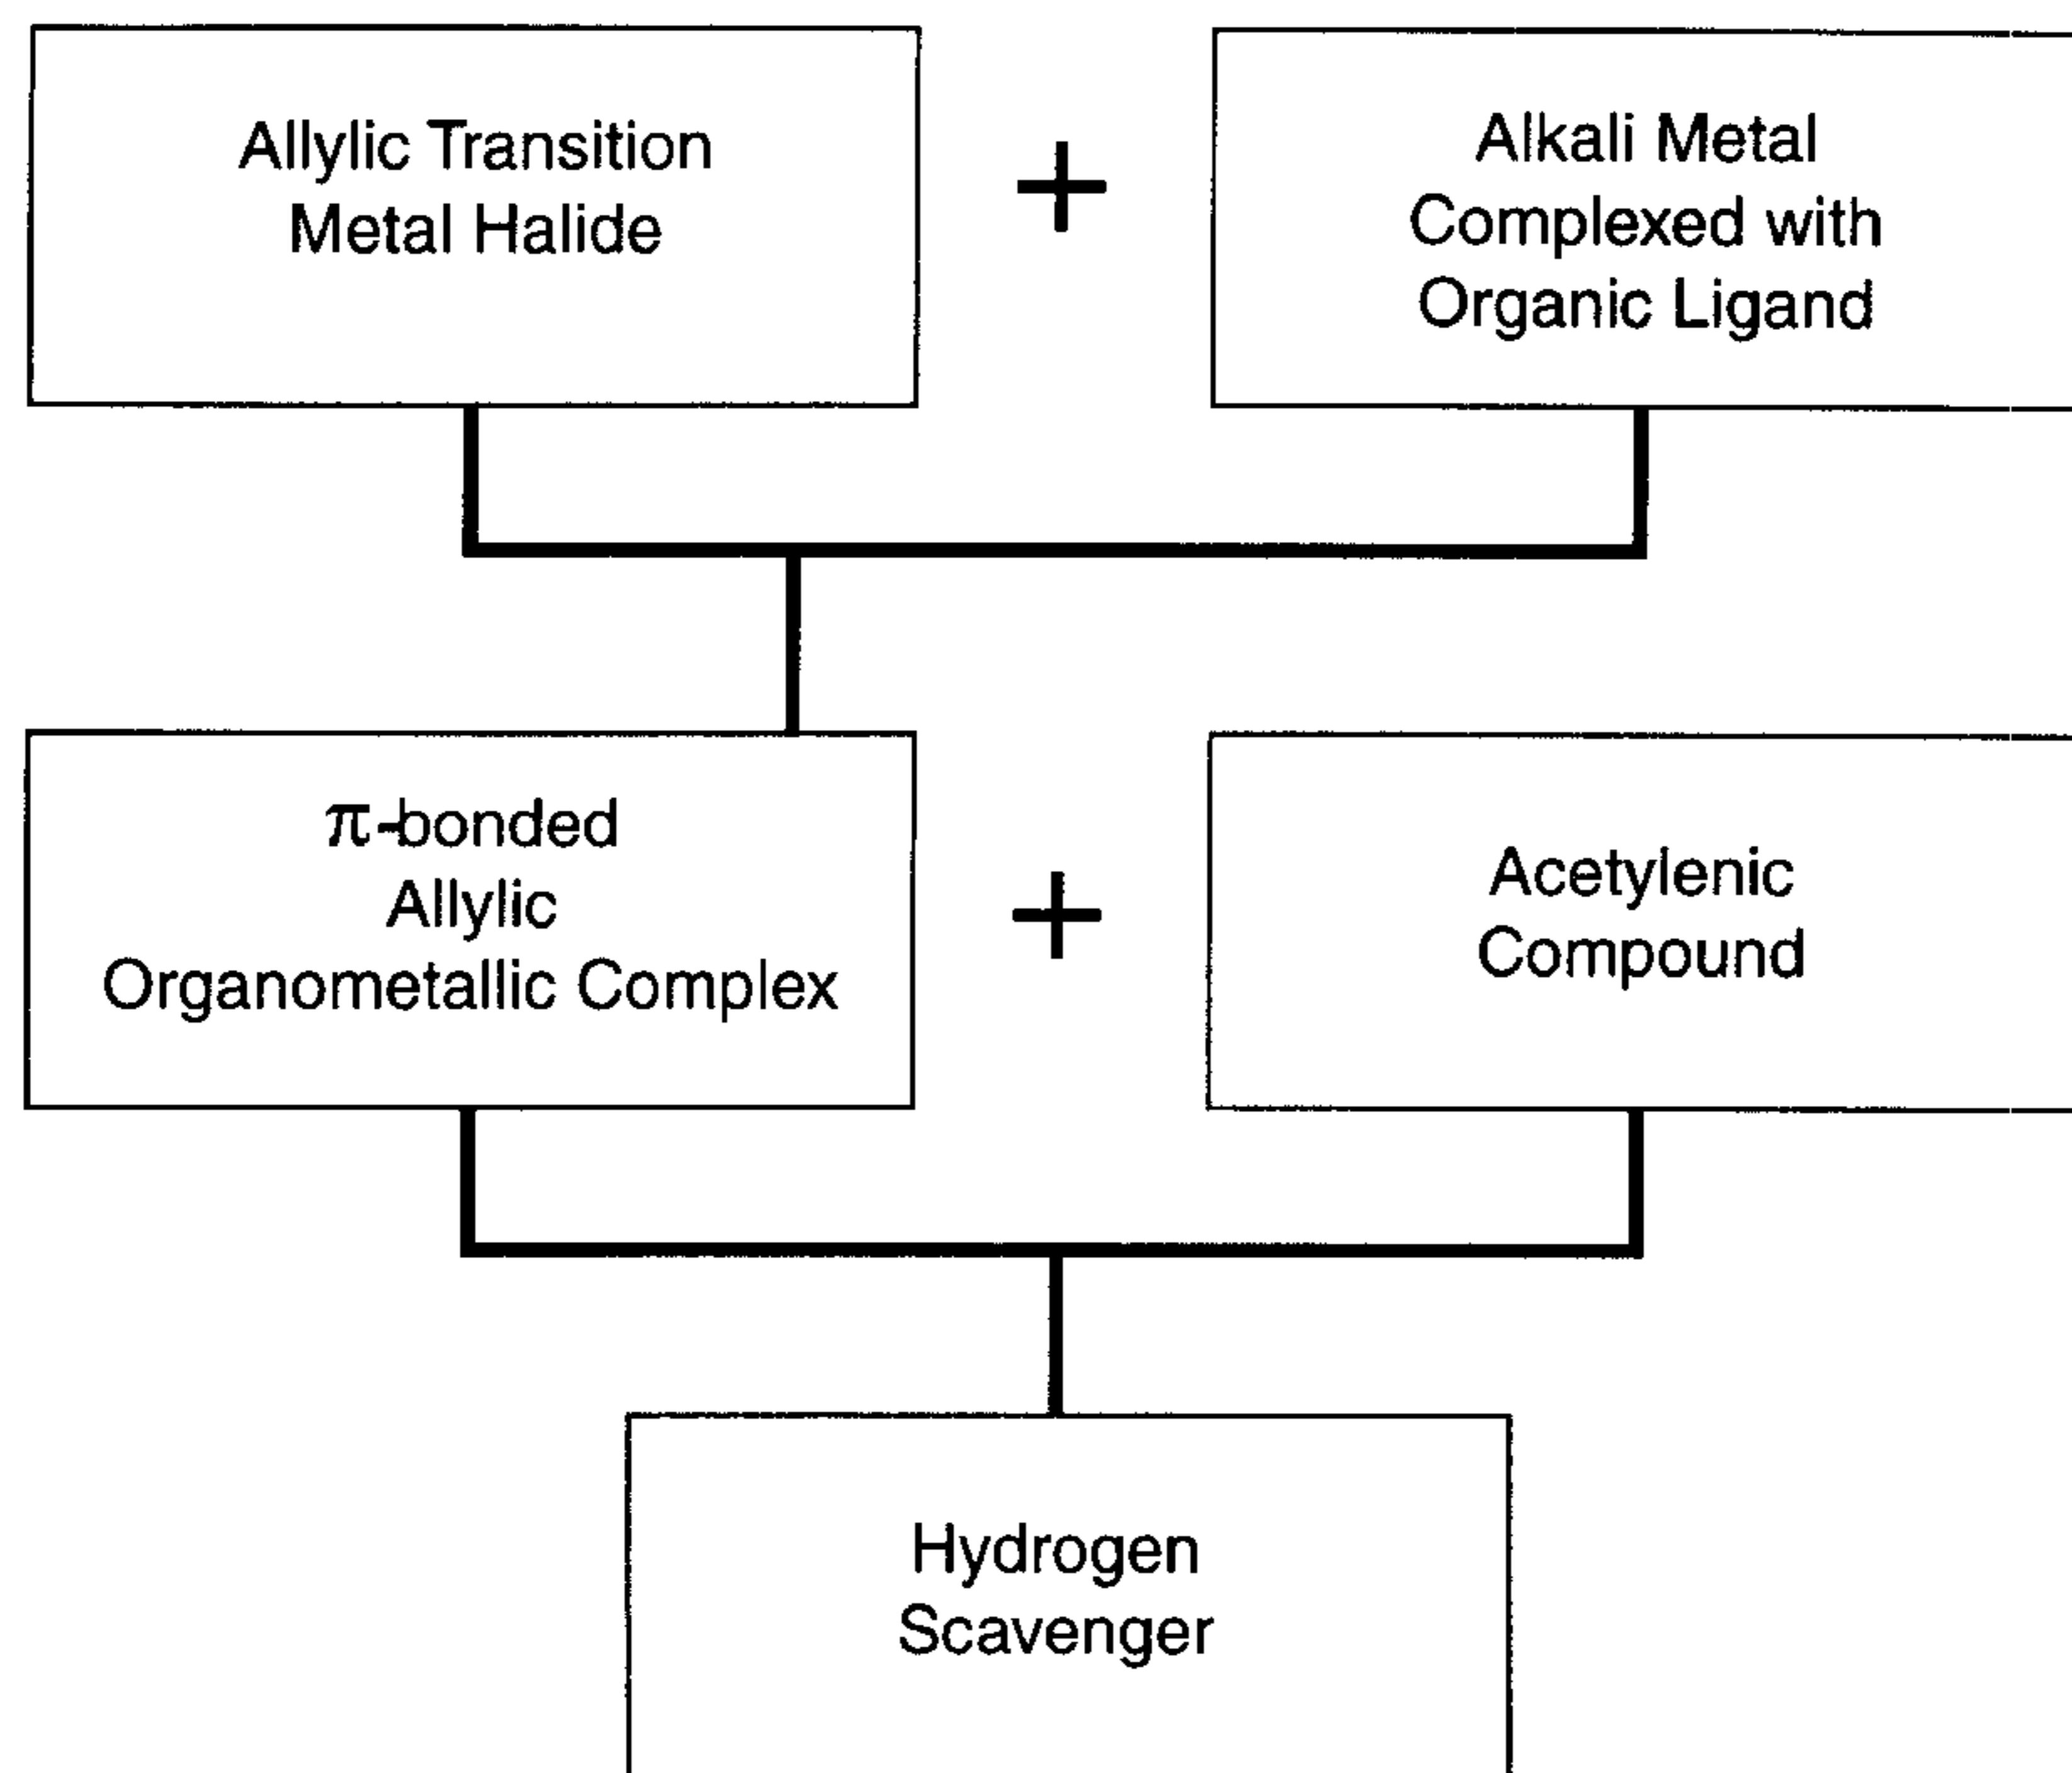 Allylic Transition
Metal Halide
+
Alkali Metal
Complexed with
Organic Ligand
π-bonded
Allylic
Organometallic Complex
+
Acetylenic
Compound
Hydrogen
Scavenger